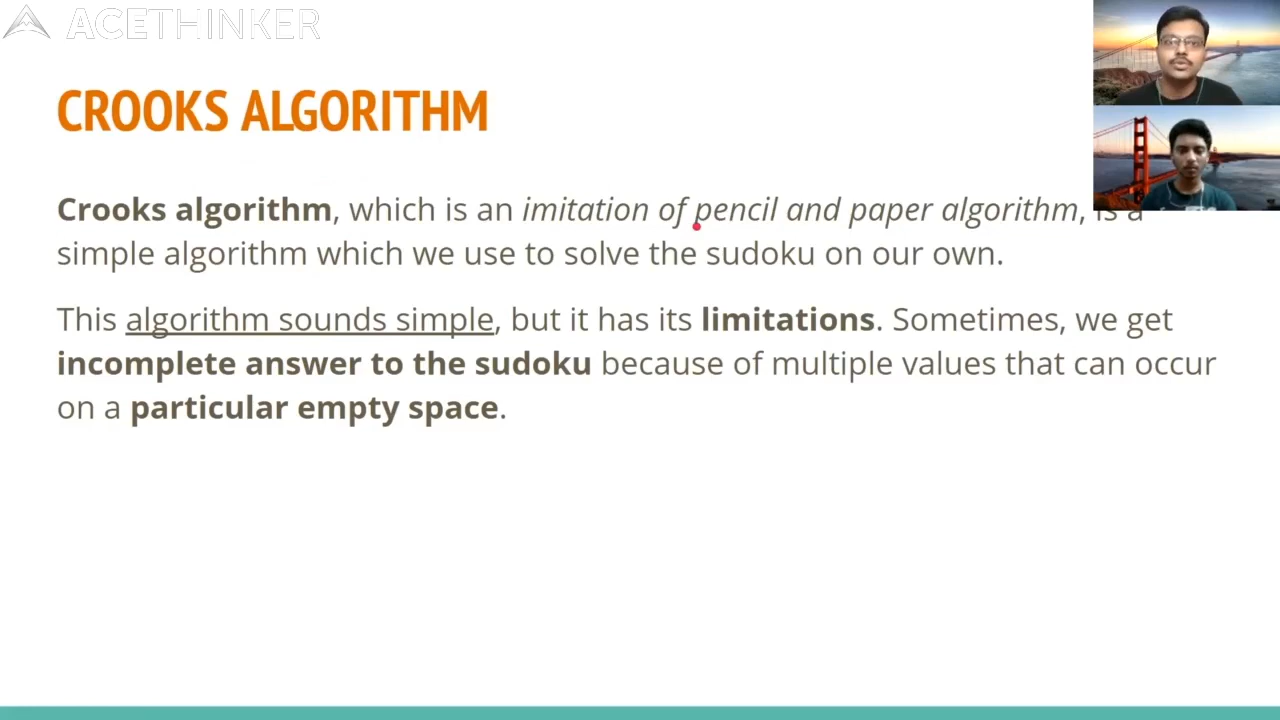 ACETHINKER
CROOKS ALGORITHM
Crooks algorithm, which is an imitation of pencil and paper algorithm, is a
simple algorithm which we use to solve the sudoku on our own.
This algorithm sounds simple, but it has its limitations. Sometimes, we get
incomplete answer to the sudoku because of multiple values that can occur
on a particular empty space.